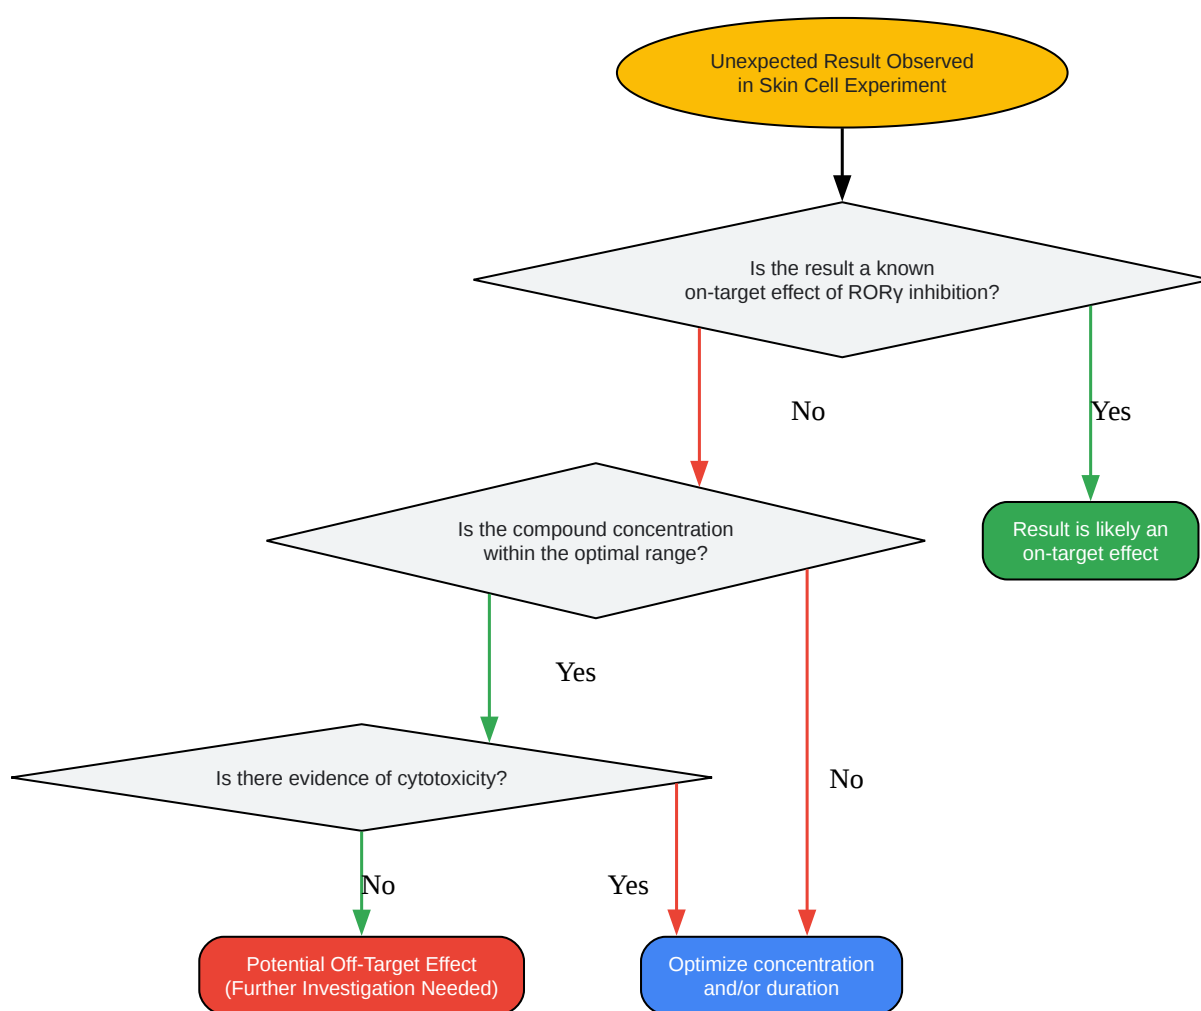 Unexpected Result Observed
in Skin Cell Experiment
Is the result a known
on-target effect of RORγ inhibition?
No
Yes
Is the compound concentration
within the optimal range?
Result is likely an
on-target effect
Yes
Is there evidence of cytotoxicity?
No
No
Yes
Potential Off-Target Effect
(Further Investigation Needed)
Optimize concentration
and/or duration